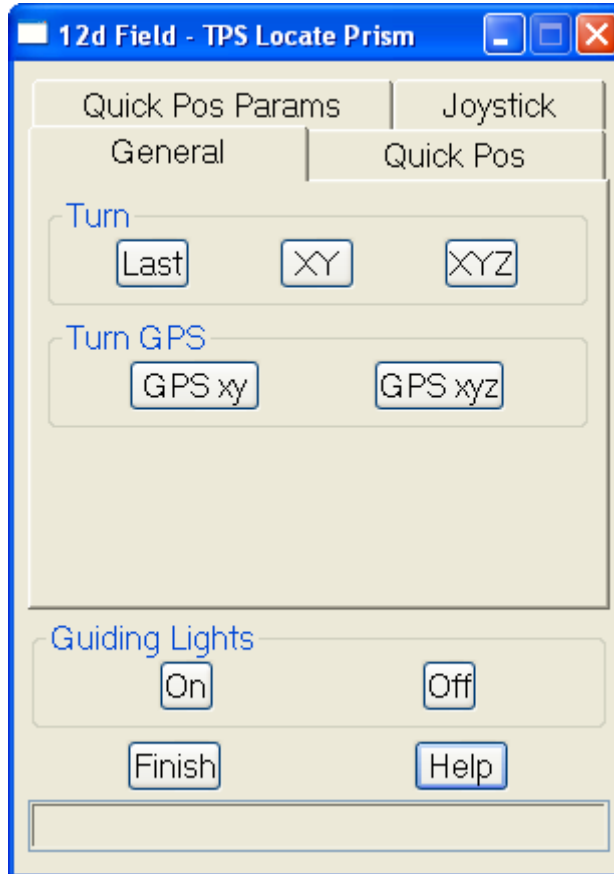 12d Field - TPS Locate Prism
Quick Pos Params Joystick
General Quick Pos
Turn
Last XY XYZ
Turn GPS
GPS xy GPS xyz
Guiding Lights
On Off
Finish Help